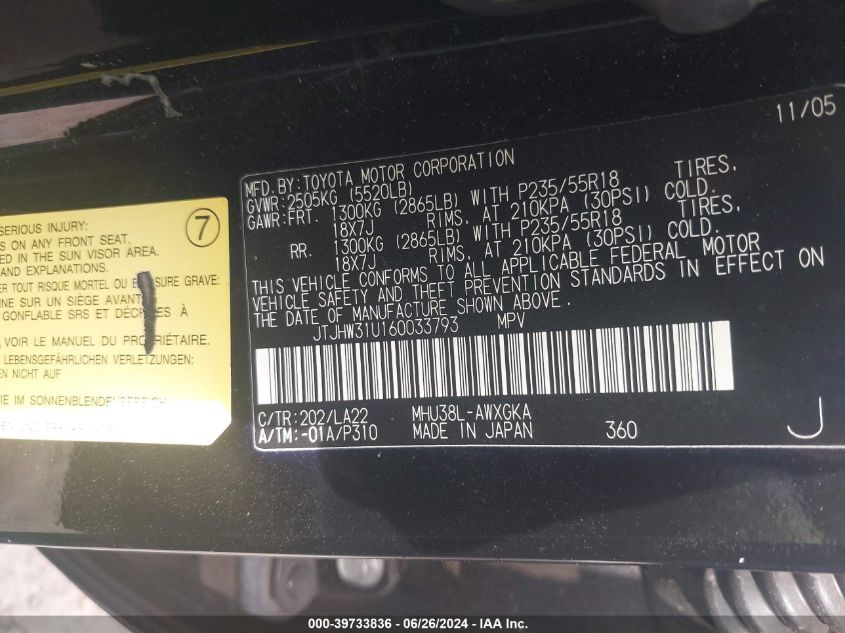 11/05
MFD.BY:TOYOTA MOTOR CORPORATION
GVWR:2505KG (5520LB)
GAWR:FRT. 1300KG (2865LB) WITH P235/55R18 TIRES,
18X7J RIMS, AT 210KPA (30PSI) COLD.
RR. 1300KG (2865LB) WITH P235/55R18 TIRES,
18X7J RIMS, AT 210KPA (30PSI) COLD.
THIS VEHICLE CONFORMS TO ALL APPLICABLE FEDERAL MOTOR
VEHICLE SAFETY AND THEFT PREVENTION STANDARDS IN EFFECT ON
THE DATE OF MANUFACTURE SHOWN ABOVE.
JTJHW31U160033793 MPV
C/TR:202/LA22 MHU38L-AWXGKA
A/TM:-01A/P310 MADE IN JAPAN 360
J
7
SERIOUS INJURY:
S ON ANY FRONT SEAT.
ED IN THE SUN VISOR AREA.
AND EXPLANATIONS.
ER TOUT RISQUE MORTEL OU GRAVE:
INE SUR UN SIÈGE AVANT
GONFLABLE SRS ET À
, VOIR LE MANUEL DU PROPRIÉTAIRE.
LEBENSGEFÄHRLICHEN VERLETZUNGEN:
EN NICHT AUF
IE IM SONNENBLENDENBEREICH
000-39733836 - 06/26/2024 - AWXGKA Inc.